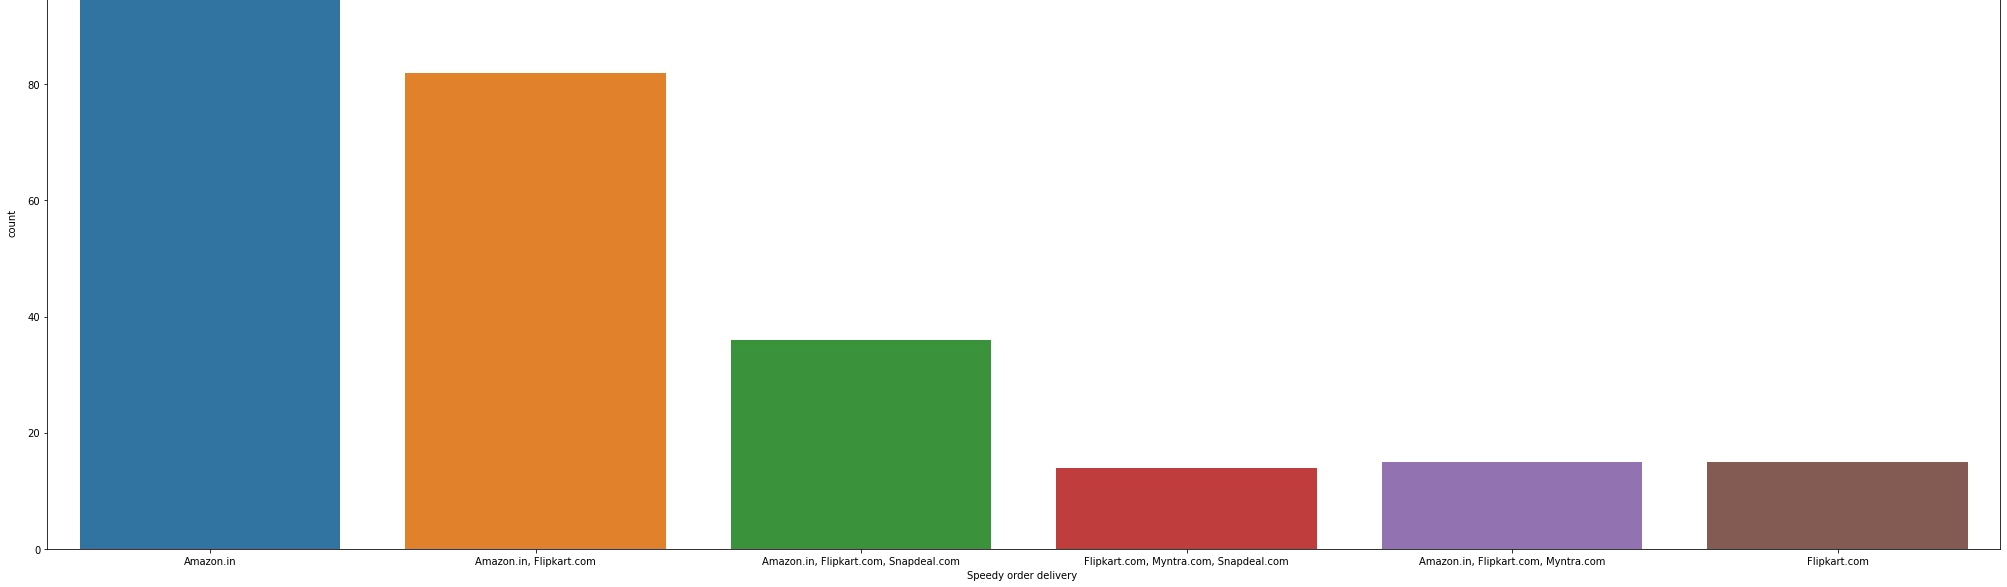 80
60
count
40
20
0
Amazon.in
Amazon.in, Flipkart.com
Amazon.in, Flipkart.com, Snapdeal.com
Flipkart.com, Myntra.com, Snapdeal.com
Amazon.in, Flipkart.com, Myntra.com
Flipkart.com
Speedy order delivery